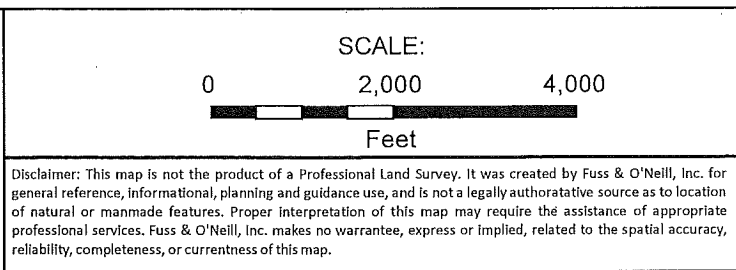 SCALE:
0 2,000 4,000
Feet
Disclaimer: This map is not the product of a Professional Land Survey. It was created by Fuss & O'Neill, Inc. for
general reference, informational, planning and guidance use, and is not a legally authoratative source as to location
of natural or manmade features. Proper interpretation of this map may require the assistance of appropriate
professional services. Fuss & O'Neill, Inc. makes no warrantee, express or implied, related to the spatial accuracy,
reliability, completeness, or currentness of this map.